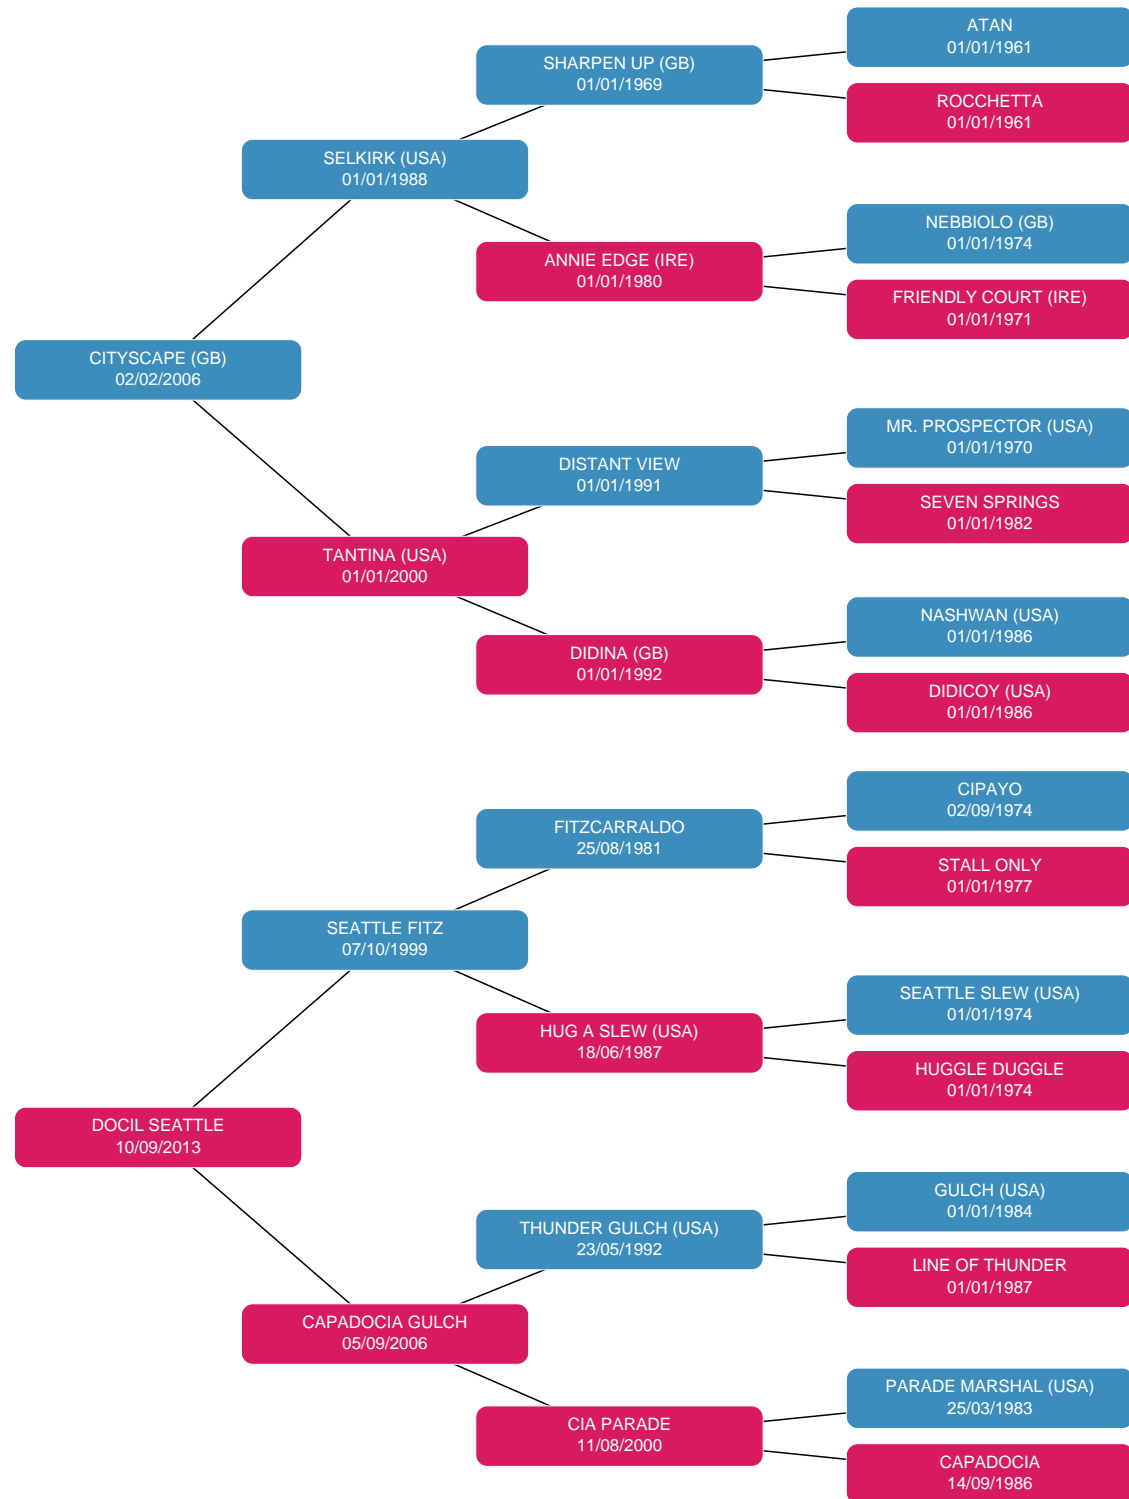 ATAN
01/01/1961
SHARPEN UP (GB)
01/01/1969
ROCCHETTA
01/01/1961
SELKIRK (USA)
01/01/1988
NEBBIOLO (GB)
01/01/1974
ANNIE EDGE (IRE)
01/01/1980
FRIENDLY COURT (IRE)
01/01/1971
CITYSCAPE (GB)
02/02/2006
MR. PROSPECTOR (USA)
01/01/1970
DISTANT VIEW
01/01/1991
SEVEN SPRINGS
01/01/1982
TANTINA (USA)
01/01/2000
NASHWAN (USA)
01/01/1986
DIDINA (GB)
01/01/1992
DIDICOY (USA)
01/01/1986
CIPAYO
02/09/1974
FITZCARRALDO
25/08/1981
STALL ONLY
01/01/1977
SEATTLE FITZ
07/10/1999
SEATTLE SLEW (USA)
01/01/1974
HUG A SLEW (USA)
18/06/1987
HUGGLE DUGGLE
01/01/1974
DOCIL SEATTLE
10/09/2013
GULCH (USA)
01/01/1984
THUNDER GULCH (USA)
23/05/1992
LINE OF THUNDER
01/01/1987
CAPADOCIA GULCH
05/09/2006
PARADE MARSHAL (USA)
25/03/1983
CIA PARADE
11/08/2000
CAPADOCIA
14/09/1986